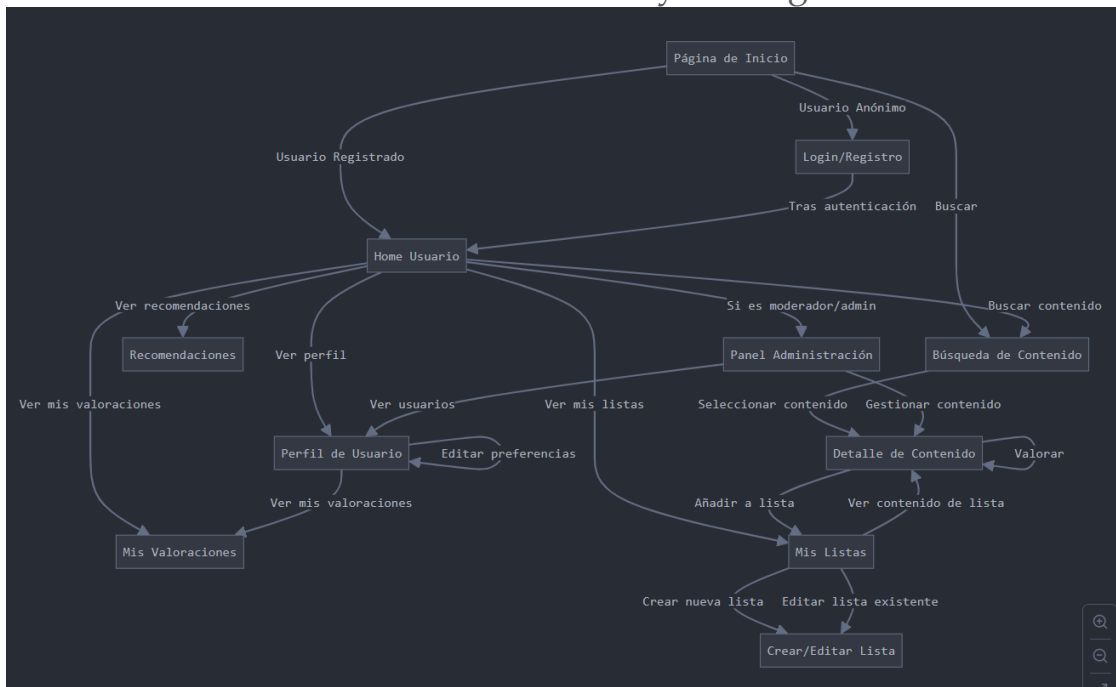 y
Página de Inicio
Usuario Anónimo
Usuario Registrado
Login/Registro
Tras autenticación
Buscar
Home Usuario
Ver recomendaciones
Si es moderador/admin
Buscar contenido
Recomendaciones
Ver perfil
Panel Administración
Búsqueda de Contenido
Ver mis valoraciones
Ver usuarios
Ver mis listas
Seleccionar contenido
Gestionar contenido
Perfil de Usuario
Editar preferencias
Detalle de Contenido
Valorar
Ver mis valoraciones
Añadir a lista
Ver contenido de lista
Mis Valoraciones
Mis Listas
Crear nueva lista
Editar lista existente
Crear/Editar Lista